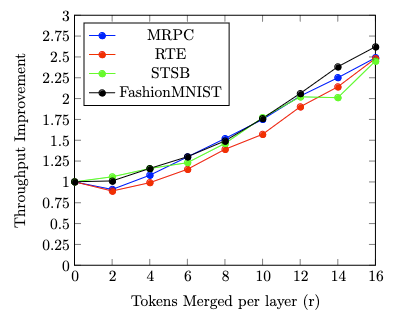 3
2.75
2.5
2.25
2
1.75
1.5
1.25
1
0.75
0.5
0.25
0
Throughput Improvement
MRPC
RTE
STSB
FashionMNIST
0 2 4 6 8 10 12 14 16
Tokens Merged per layer (r)